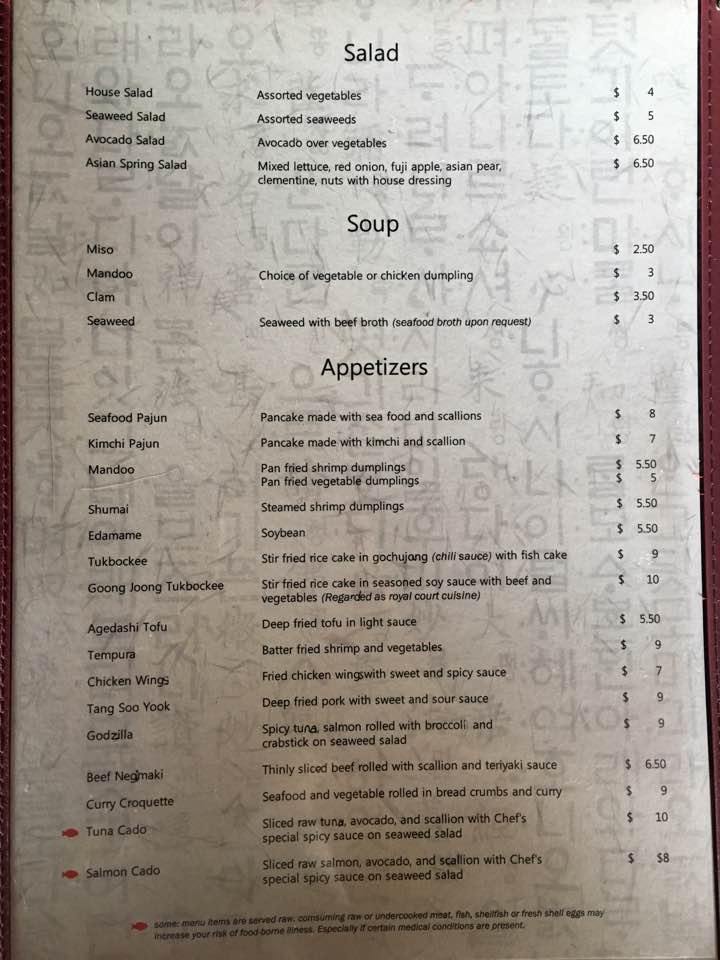 Salad
House Salad Assorted vegetables $ 4
Seaweed Salad Assorted seaweeds $ 5
Avocado Salad Avocado over vegetables $ 6.50
Asian Spring Salad Mixed lettuce, red onion, fuji apple, asian pear, $ 6.50
clementine, nuts with house dressing
Soup
Miso $ 2.50
Mandoo Choice of vegetable or chicken dumpling $ 3
Clam $ 3.50
Seaweed Seaweed with beef broth (seafood broth upon request) $ 3
Appetizers
Seafood Pajun Pancake made with sea food and scallions $ 8
Kimchi Pajun Pancake made with kimchi and scallion $ 7
Mandoo Pan fried shrimp dumplings $ 5.50
Pan fried vegetable dumplings $ 5
Shumai Steamed shrimp dumplings $ 5.50
Edamame Soybean $ 5.50
Tukbockee Stir fried rice cake in gochujang (chili sauce) with fish cake $ 9
Goong Joong Tukbockee Stir fried rice cake in seasoned soy sauce with beef and $ 10
vegetables (Regarded as royal court cuisine)
Agedashi Tofu Deep fried tofu in light sauce $ 5.50
Tempura Batter fried shrimp and vegetables $ 9
Chicken Wings Fried chicken wingswith sweet and spicy sauce $ 7
Tang Soo Yook Deep fried pork with sweet and sour sauce $ 9
Godzilla Spicy tuna, salmon rolled with broccoli and $ 9
crabstick on seaweed salad
Beef Negimaki Thinly sliced beef rolled with scallion and teriyaki sauce $ 6.50
Curry Croquette Seafood and vegetable rolled in bread crumbs and curry $ 9
Tuna Cado Sliced raw tuna, avocado, and scallion with Chef's $ 10
special spicy sauce on seaweed salad
Salmon Cado Sliced raw salmon, avocado, and scallion with Chef's $ $8
special spicy sauce on seaweed salad
some: menu items are served raw. comsuming raw or undercooked meat, fish, shellfish or fresh shell eggs may
increase your risk of food-borne illness. Especially if certain medical conditions are present.